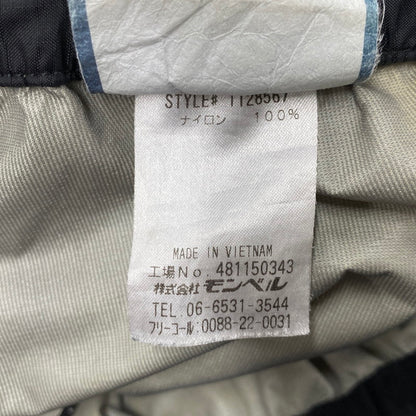 STYLE# 1128567
ナイロン 100%
MADE IN VIETNAM
工場No. 481150343
株式会社 モンベル
TEL 06-6531-3544
フリーコール:0088-22-0031